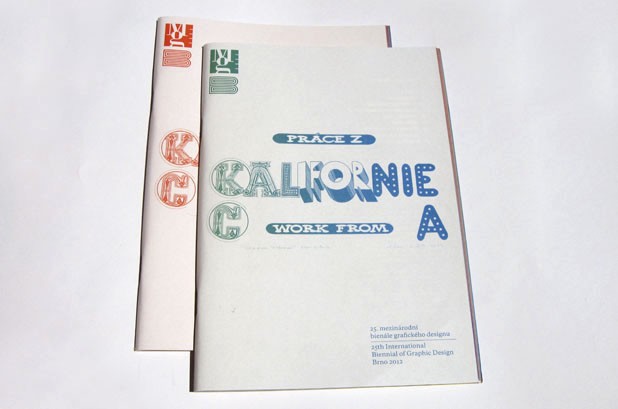 PRÁCE Z
KALIFORNIE
C A
WORK FROM
25. mezinárodní
bienále grafického designu
25th International
Biennial of Graphic Design
Brno 2012
K
C